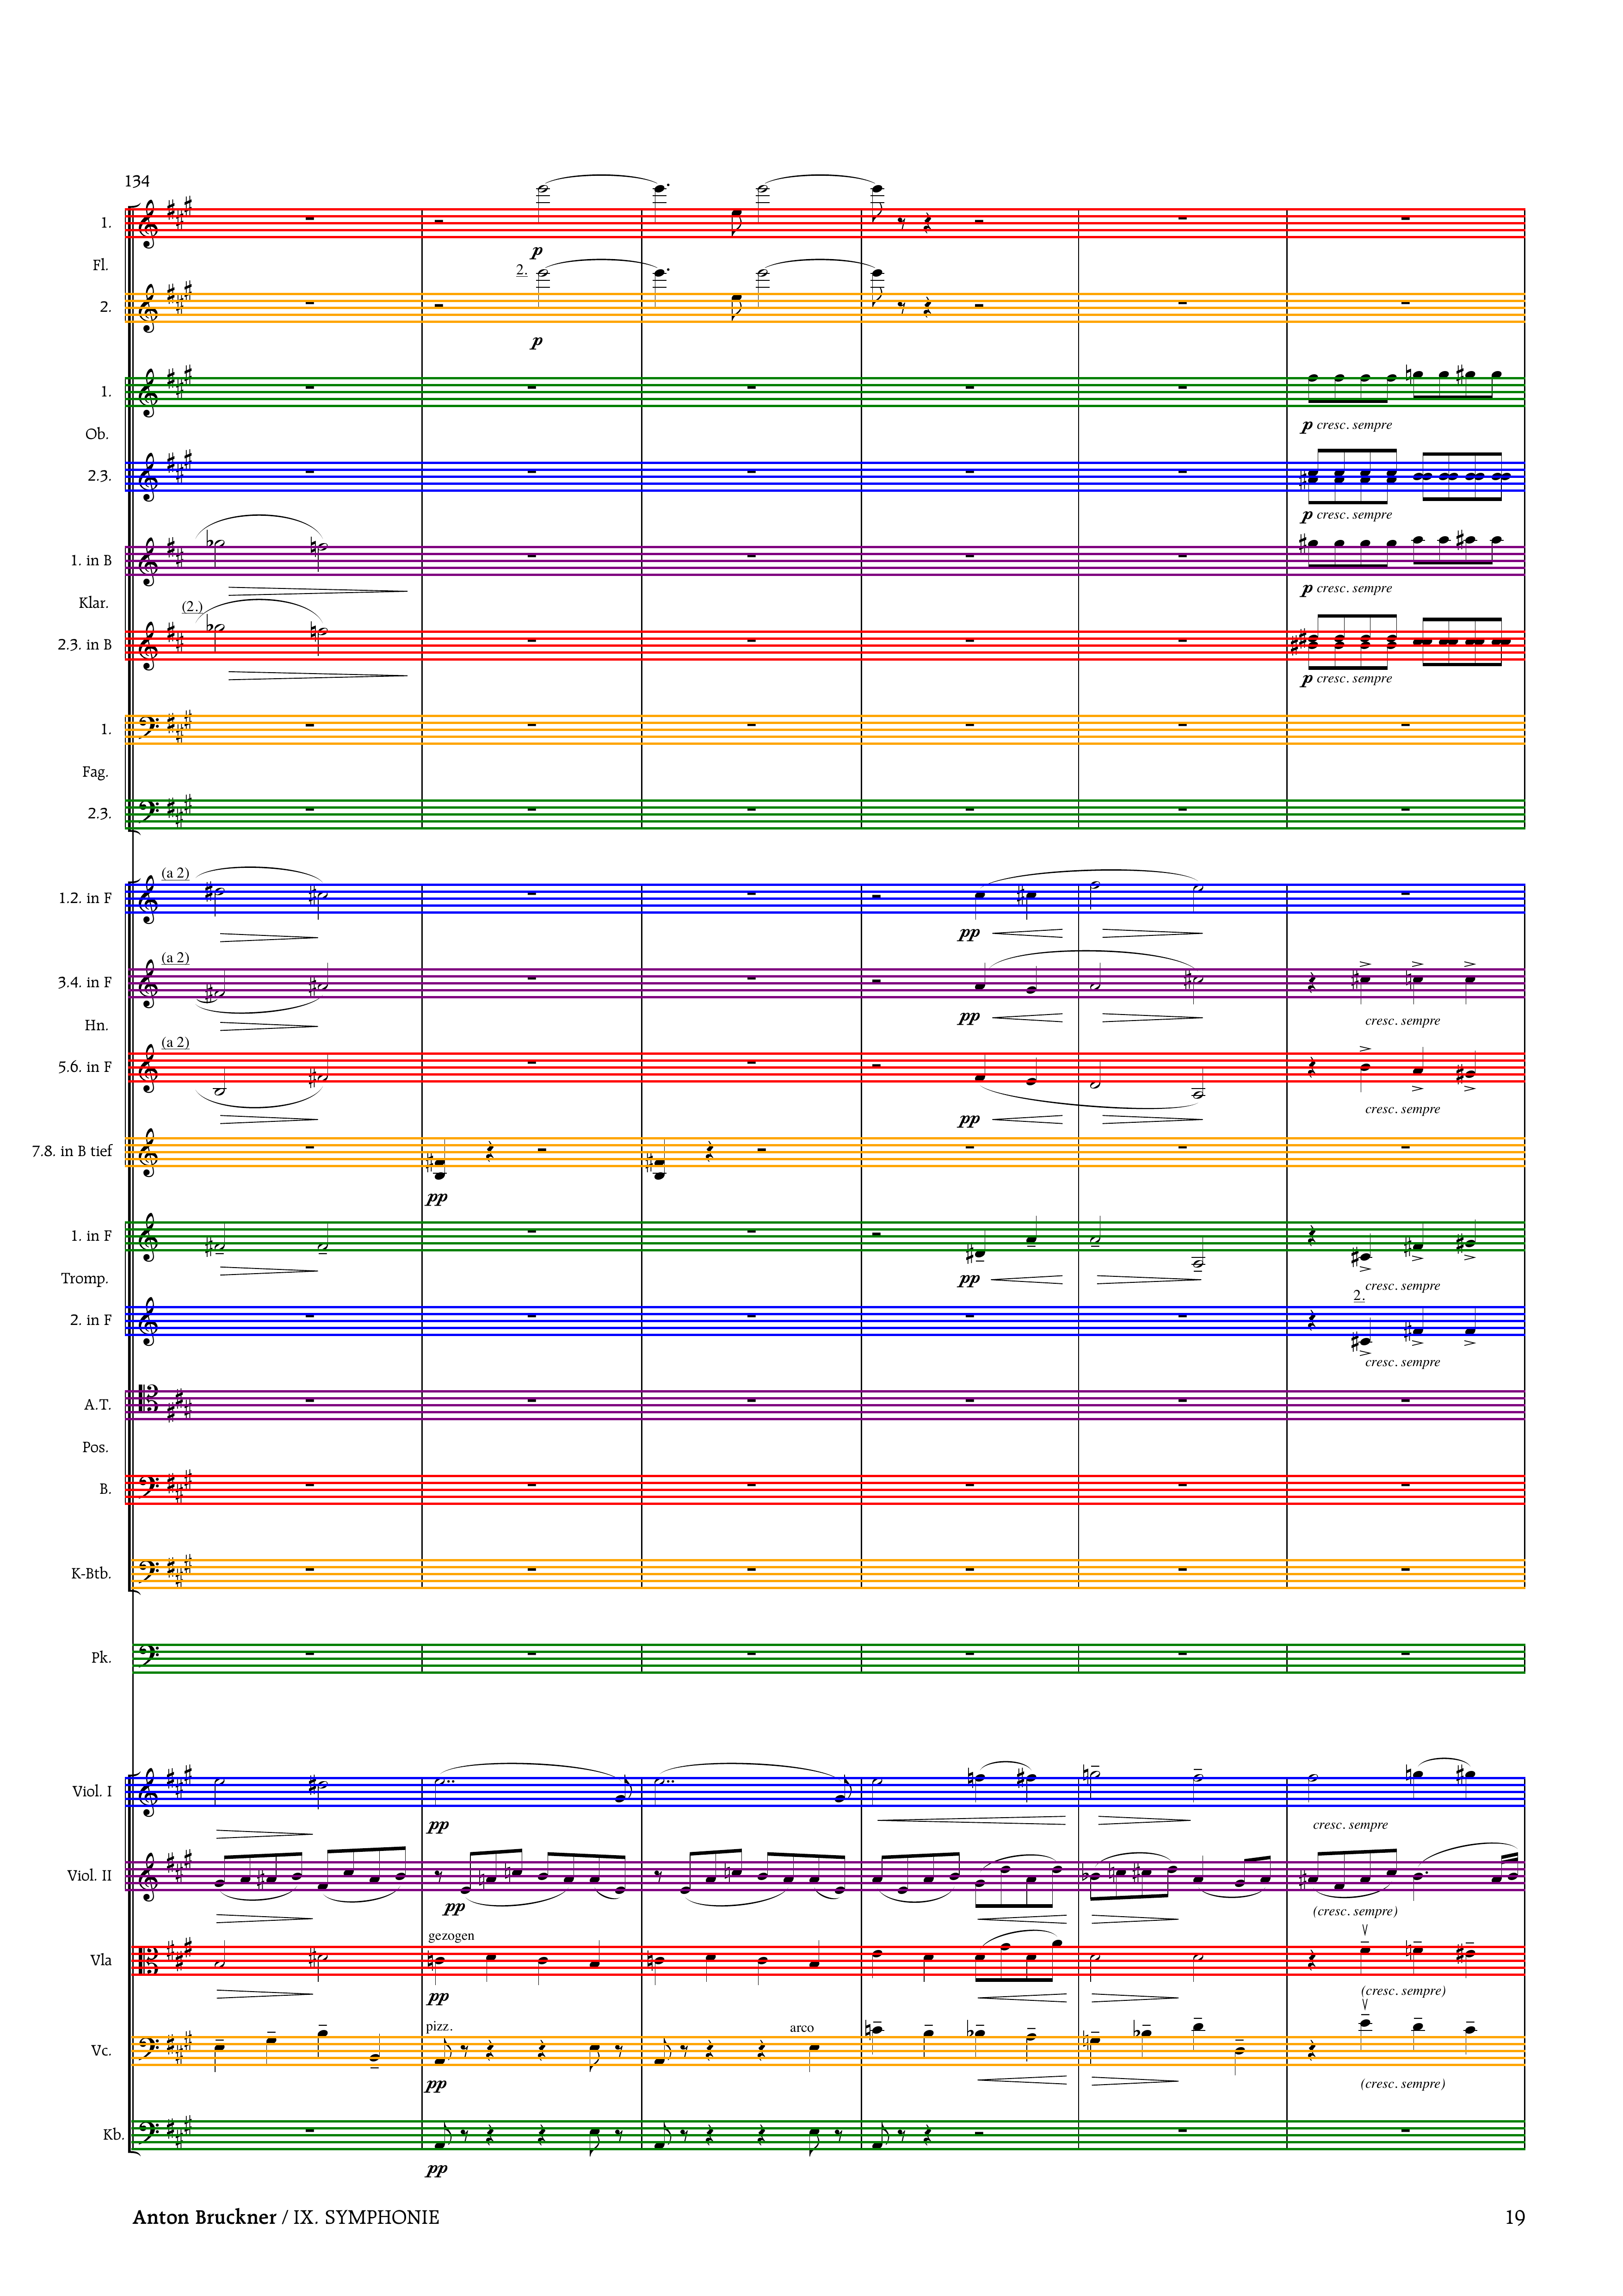 134
1.
Fl.
p
2.
2.
p
1.
Ob.
p cresc. sempre
2.3.
p cresc. sempre
1. in B
p cresc. sempre
Klar.
(2.)
2.3. in B
p cresc. sempre
1.
Fag.
2.3.
(a 2)
1.2. in F
pp
(a 2)
3.4. in F
pp
cresc. sempre
Hn.
(a 2)
5.6. in F
pp
cresc. sempre
7.8. in B tief
pp
1. in F
pp
cresc. sempre
Tromp.
2.
2. in F
cresc. sempre
A.T.
Pos.
B.
K-Btb.
Pk.
Viol. I
pp
cresc. sempre
Viol. II
pp
(cresc. sempre)
gezogen
Vla
pp
(cresc. sempre)
pizz.
arco
Vc.
pp
(cresc. sempre)
Kb.
pp
Anton Bruckner / IX. SYMPHONIE
19